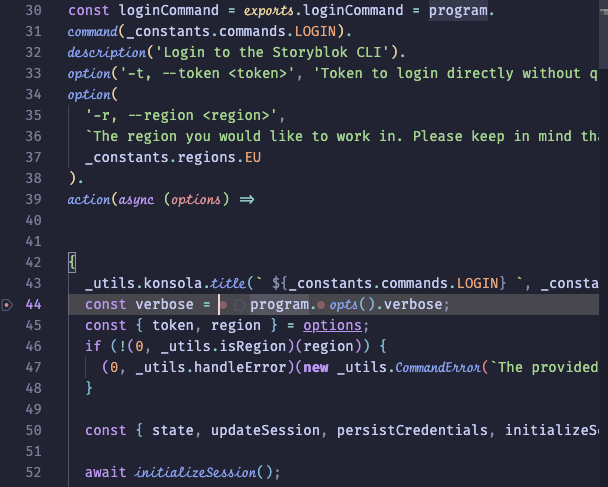 30 const loginCommand = exports.loginCommand = program.
31 command(_constants.commands.LOGIN).
32 description('Login to the Storyblok CLI').
33 option('-t, --token <token>', 'Token to login directly without q
34 option(
35 '-r, --region <region>',
36 `The region you would like to work in. Please keep in mind tha
37 _constants.regions.EU
38 ).
39 action(async (options) =>
40
41
42 {
43 _utils.konsola.title(` ${_constants.commands.LOGIN} `, _consta
44 const verbose = program.opts().verbose;
45 const { token, region } = options;
46 if (!(0, _utils.isRegion)(region)) {
47 (0, _utils.handleError)(new _utils.CommandError(`The provided
48 }
49
50 const { state, updateSession, persistCredentials, initializeS
51
52 await initializeSession();